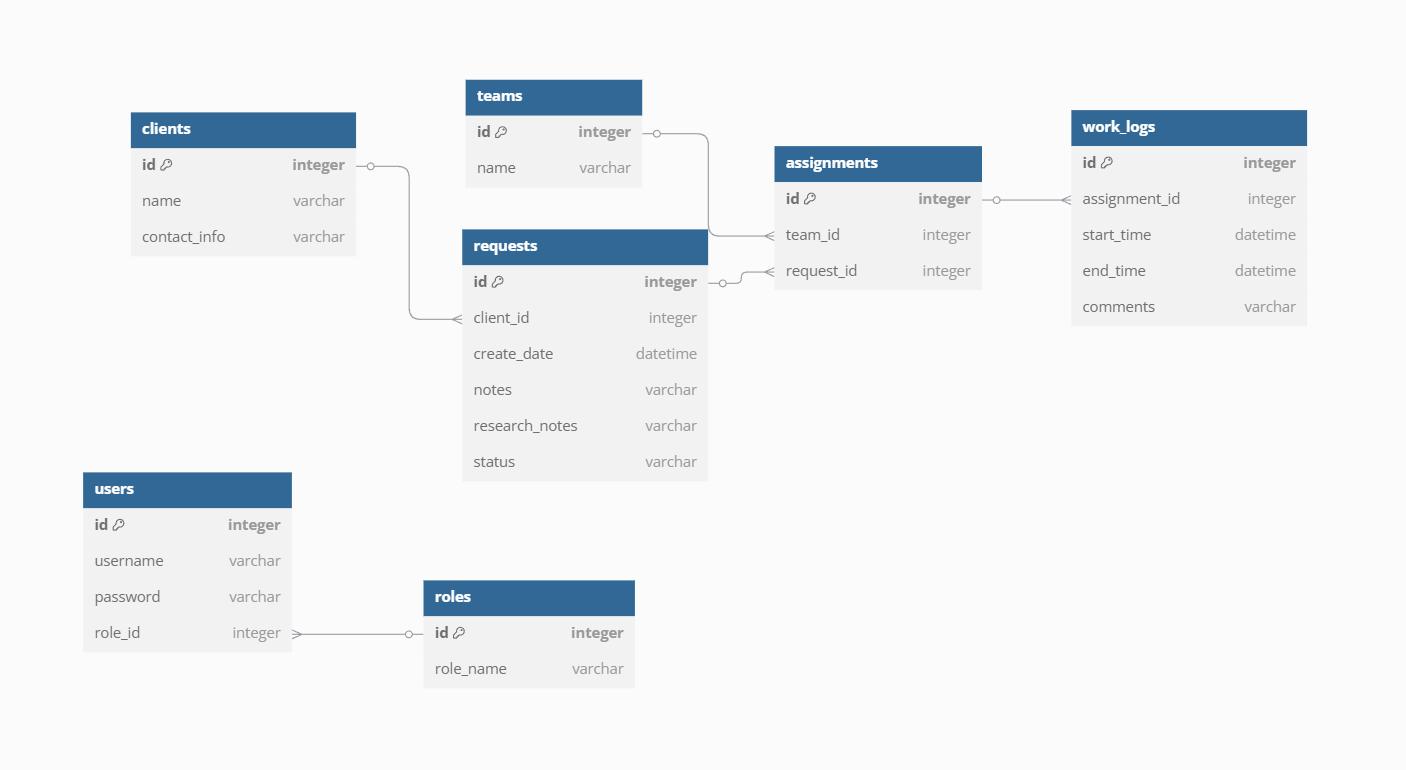 clients
id integer
name varchar
contact_info varchar
teams
id integer
name varchar
requests
id integer
client_id integer
create_date datetime
notes varchar
research_notes varchar
status varchar
assignments
id integer
team_id integer
request_id integer
work_logs
id integer
assignment_id integer
start_time datetime
end_time datetime
comments varchar
users
id integer
username varchar
password varchar
role_id integer
roles
id integer
role_name varchar